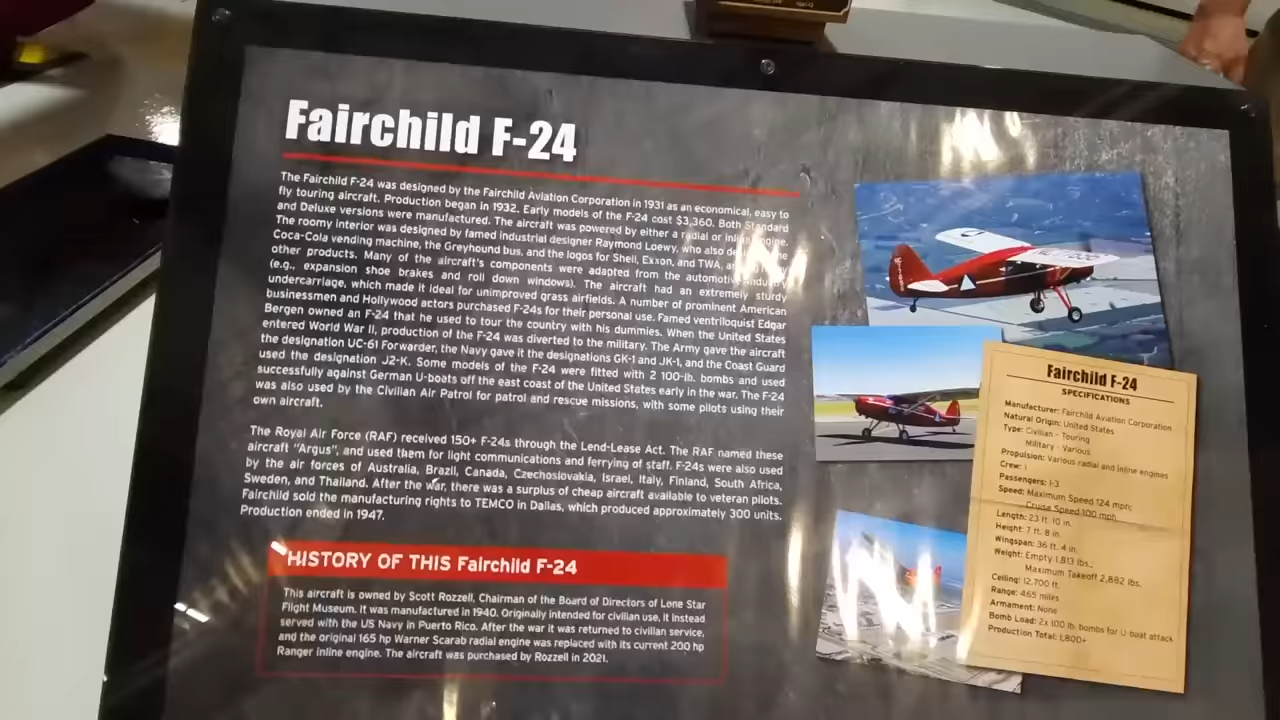 Fairchild F-24
The Fairchild F-24 was designed by the Fairchild Aviation Corporation in 1931 as an economical, easy to
fly touring aircraft. Production began in 1932. Early models of the F-24 cost $3,360. Both Standard
and Deluxe versions were manufactured. The aircraft was powered by either a radial or inline engine.
The roomy interior was designed by famed industrial designer Raymond Loewy, who also
Coca-Cola vending machine, the Greyhound bus, and the logos for Shell, Exxon, and TWA,
other products. Many of the aircraft's components were adapted from the automotive industry
(e.g., expansion shoe brakes and roll down windows). The aircraft had an extremely sturdy
undercarriage, which made it ideal for unimproved grass airfields. A number of prominent American
businessmen and Hollywood actors purchased F-24s for their personal use. Famed ventriloquist Edgar
Bergen owned an F-24 that he used to tour the country with his dummies. When the United States
entered World War II, production of the F-24 was diverted to the military. The Army gave the aircraft
the designation UC-61 Forwarder, the Navy gave it the designations GK-1 and JK-1, and the Coast Guard
used the designation J2-K. Some models of the F-24 were fitted with 2 100-lb. bombs and used
successfully against German U-boats off the east coast of the United States early in the war. The F-24
was also used by the Civilian Air Patrol for patrol and rescue missions, with some pilots using their
own aircraft.
The Royal Air Force (RAF) received 150+ F-24s through the Lend-Lease Act. The RAF named these
aircraft "Argus", and used them for light communications and ferrying of staff. F-24s were also used
by the air forces of Australia, Brazil, Canada, Czechoslovakia, Israel, Italy, Finland, South Africa,
Sweden, and Thailand. After the war, there was a surplus of cheap aircraft available to veteran pilots.
Fairchild sold the manufacturing rights to TEMCO in Dallas, which produced approximately 300 units.
Production ended in 1947.
HISTORY OF THIS Fairchild F-24
This aircraft is owned by Scott Rozzell, Chairman of the Board of Directors of Lone Star
Flight Museum. It was manufactured in 1940. Originally intended for civilian use, it instead
served with the US Navy in Puerto Rico. After the war it was returned to civilian service,
and the original 165 hp Warner Scarab radial engine was replaced with its current 200 hp
Ranger inline engine. The aircraft was purchased by Rozzell in 2021.
Fairchild F-24
SPECIFICATIONS
Manufacturer: Fairchild Aviation Corporation
Natural Origin: United States
Type: Civilian - Touring
Military - Various
Propulsion: Various radial and inline engines
Crew: 1
Passengers: 1-3
Speed: Maximum Speed 124 mph;
Cruise Speed 100 mph
Length: 23 ft. 10 in.
Height: 7 ft. 8 in.
Wingspan: 36 ft. 4 in.
Weight: Empty 1,813 lbs.;
Maximum Takeoff 2,882 lbs.
Ceiling: 12,700 ft.
Range: 465 miles
Armament: None
Bomb Load: 2x 100 lb. bombs for U boat attack
Production Total: 1,800+